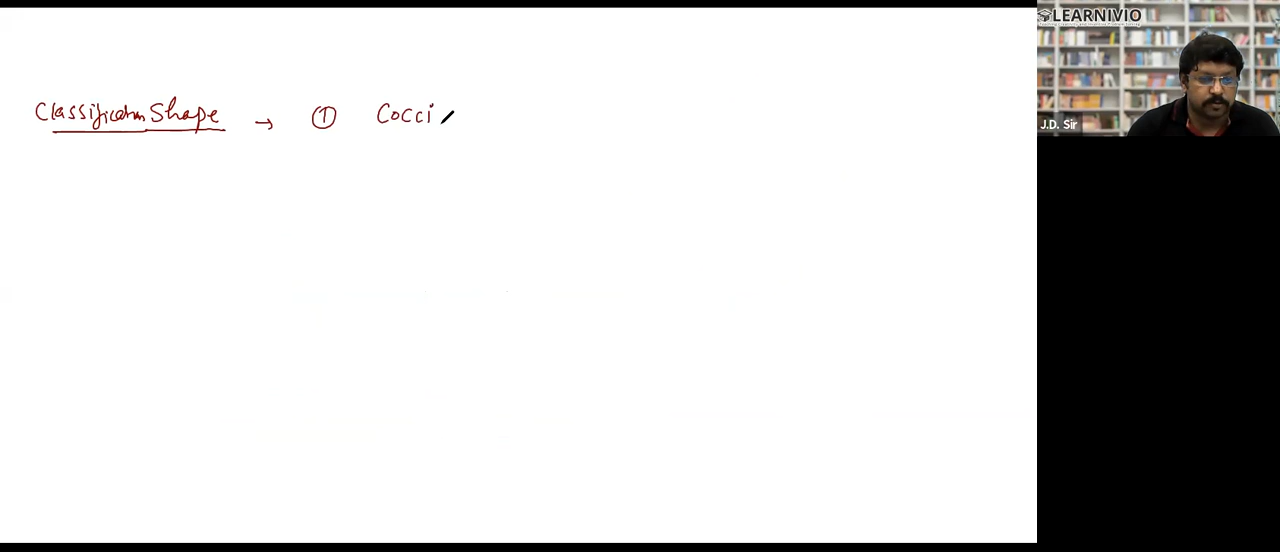 LEARNIVIO
Classification Shape → ① Cocci
J.D. Sir